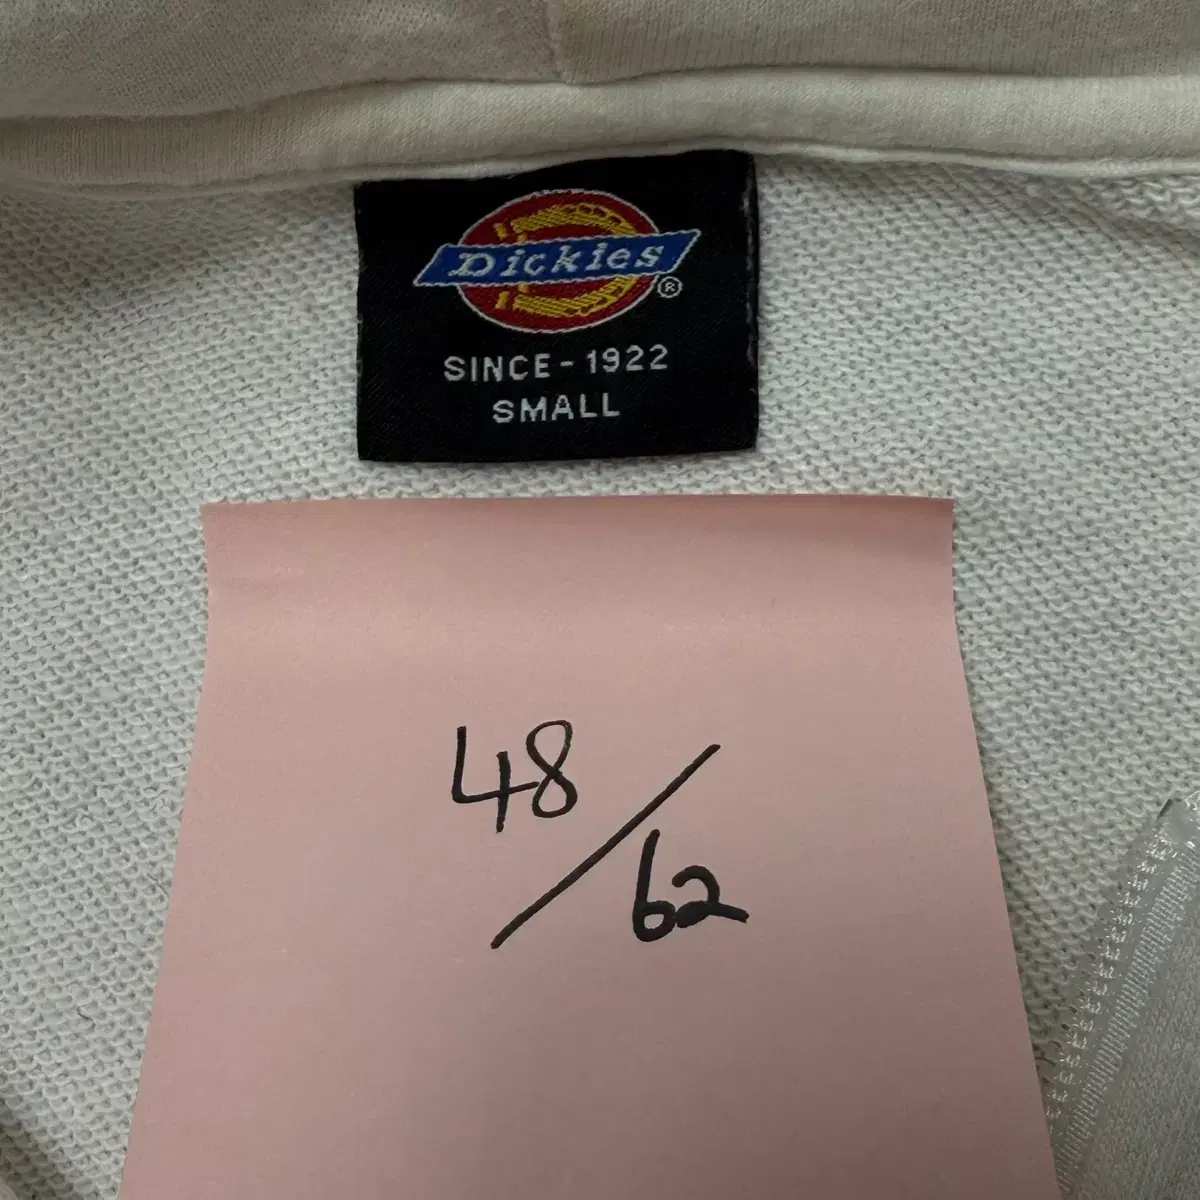 Dickies®
SINCE-1922
SMALL
48/62